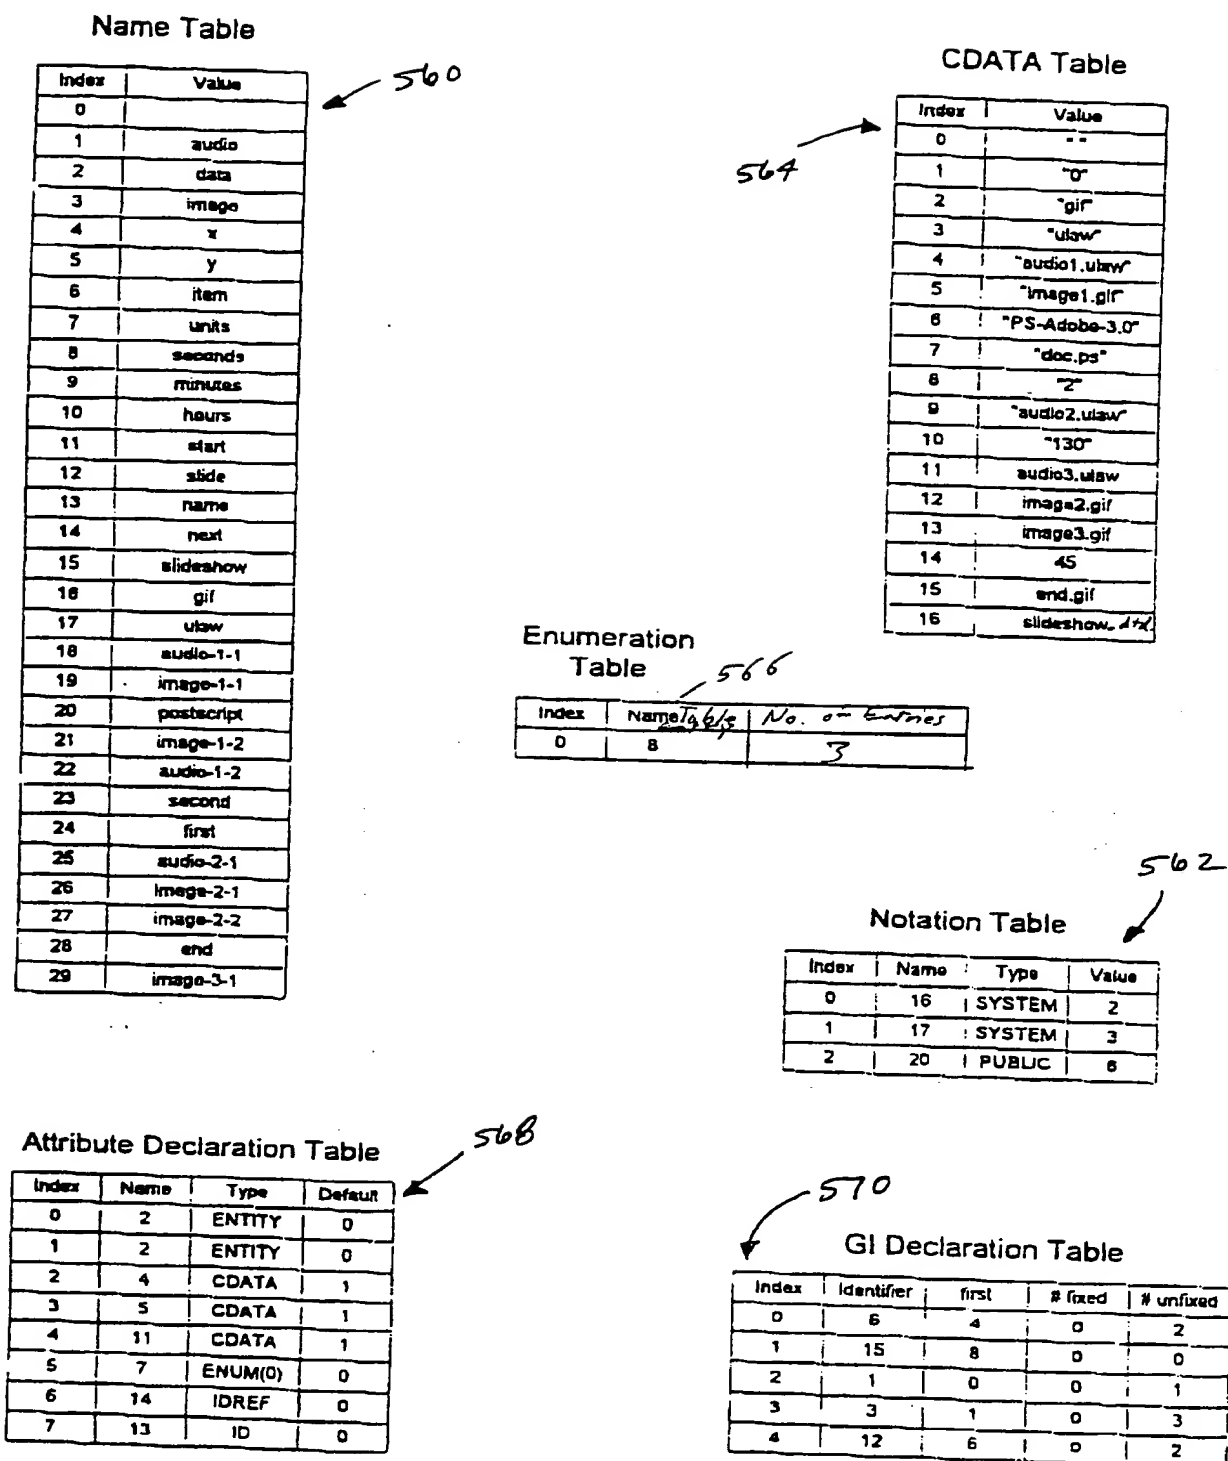 Name Table
560
Index Value
0
1 audio
2 data
3 image
4 x
5 y
6 item
7 units
8 seconds
9 minutes
10 hours
11 start
12 slide
13 name
14 next
15 slideshow
16 gif
17 ulaw
18 audio-1-1
19 image-1-1
20 postscript
21 image-1-2
22 audio-1-2
23 second
24 first
25 audio-2-1
26 image-2-1
27 image-2-2
28 end
29 image-3-1
CDATA Table
564
Index Value
0 " "
1 "0"
2 "gif"
3 "ulaw"
4 "audio1.ulaw"
5 "image1.gif"
6 "PS-Adobe-3.0"
7 "doc.ps"
8 "2"
9 "audio2.ulaw"
10 "130"
11 audio3.ulaw
12 image2.gif
13 image3.gif
14 45
15 end.gif
16 slideshow.dtd
Enumeration
Table
566
Index Name Table No. of Entries
0 8 3
562
Notation Table
Index Name Type Value
0 16 SYSTEM 2
1 17 SYSTEM 3
2 20 PUBLIC 6
Attribute Declaration Table
568
Index Name Type Default
0 2 ENTITY 0
1 2 ENTITY 0
2 4 CDATA 1
3 5 CDATA 1
4 11 CDATA 1
5 7 ENUM(0) 0
6 14 IDREF 0
7 13 ID 0
570
GI Declaration Table
Index Identifier first # fixed # unfixed
0 6 4 0 2
1 15 8 0 0
2 1 0 0 1
3 3 1 0 3
4 12 6 0 2